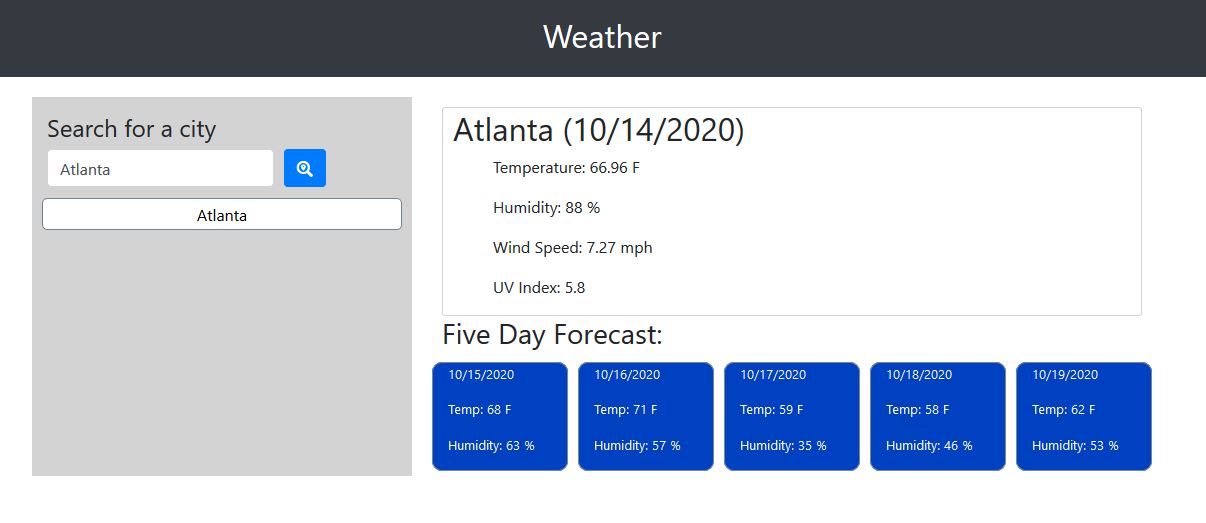 Weather
Search for a city
Atlanta
Atlanta
Atlanta (10/14/2020)
Temperature: 66.96 F
Humidity: 88 %
Wind Speed: 7.27 mph
UV Index: 5.8
Five Day Forecast:
10/15/2020
Temp: 68 F
Humidity: 63 %
10/16/2020
Temp: 71 F
Humidity: 57 %
10/17/2020
Temp: 59 F
Humidity: 35 %
10/18/2020
Temp: 58 F
Humidity: 46 %
10/19/2020
Temp: 62 F
Humidity: 53 %